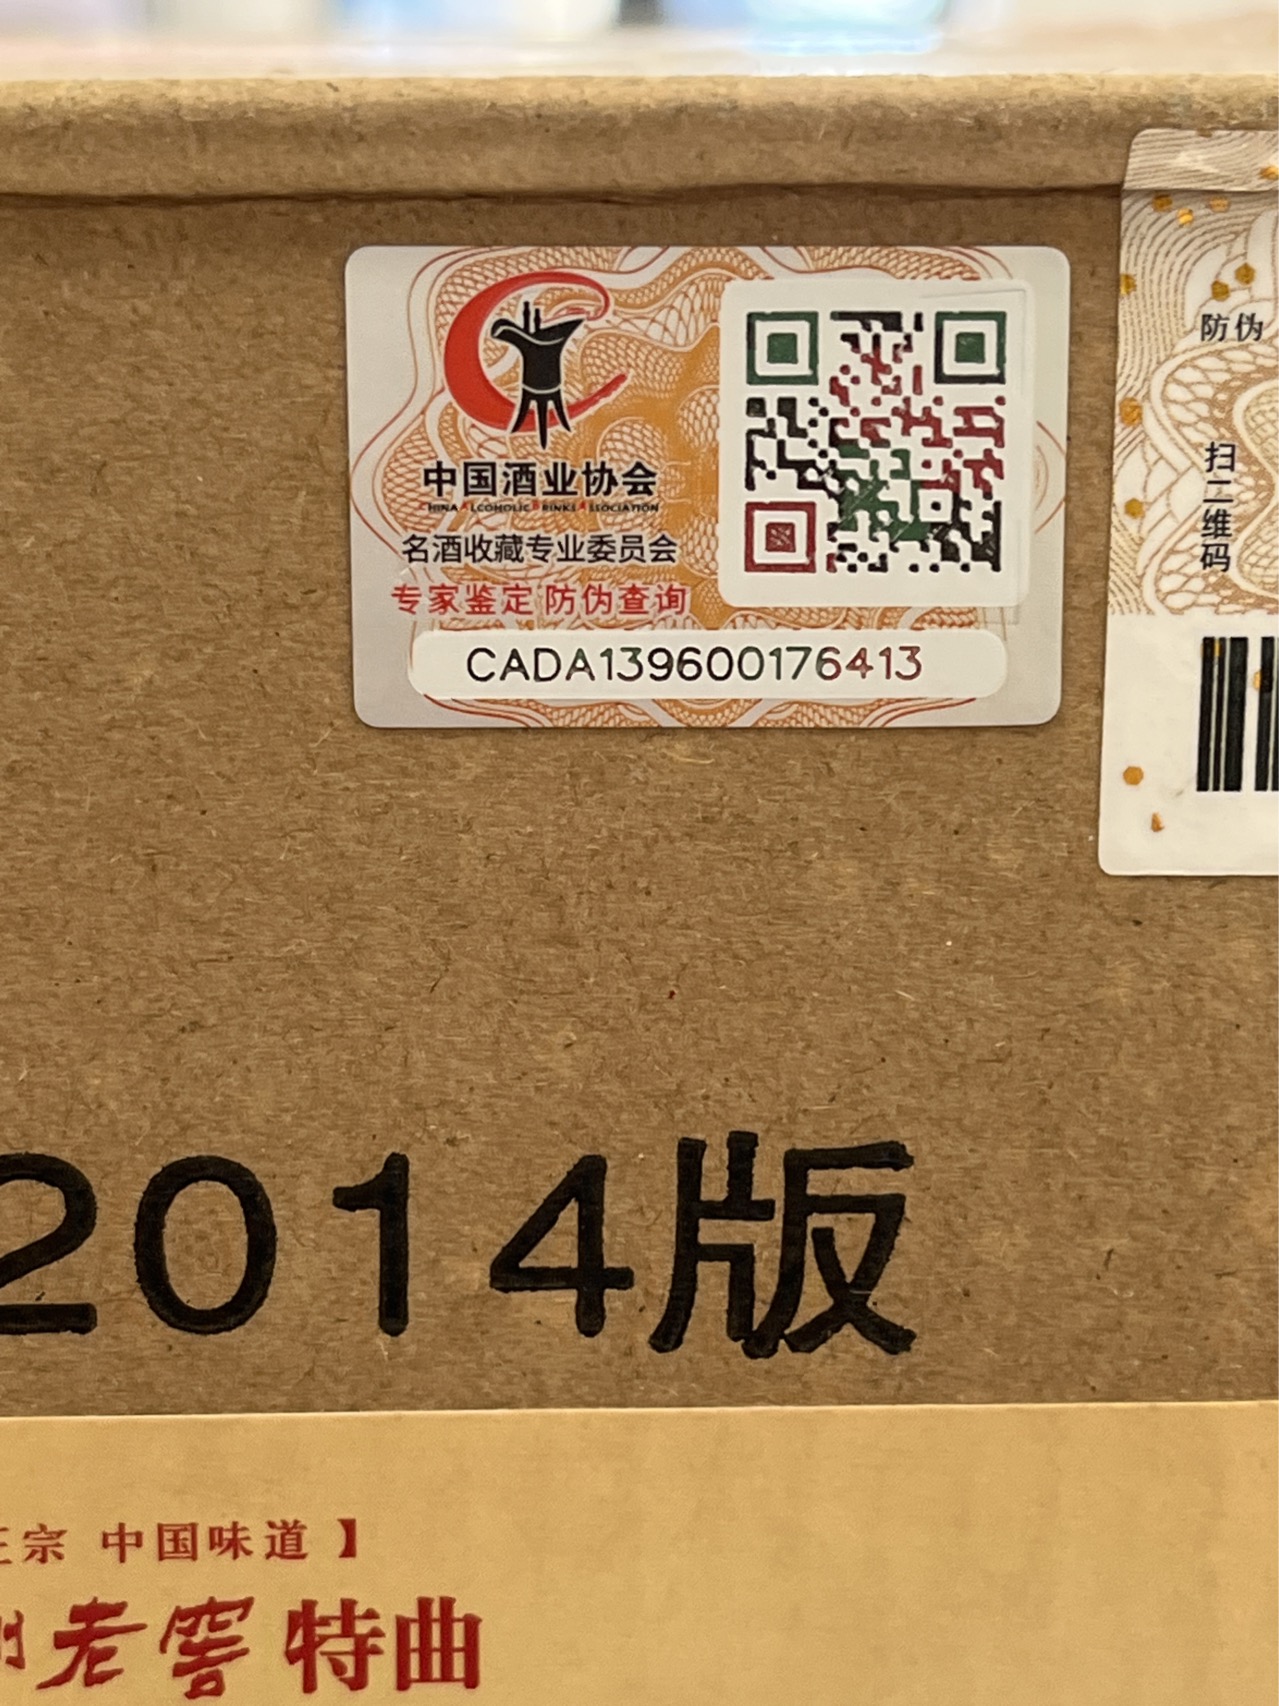 中国酒业协会
CHINA ALCOHOLIC DRINKS ASSOCIATION
名酒收藏专业委员会
专家鉴定 防伪查询
CADA139600176413
防伪
扫二维码
2014版
正宗 中国味道 】
老窖 特曲